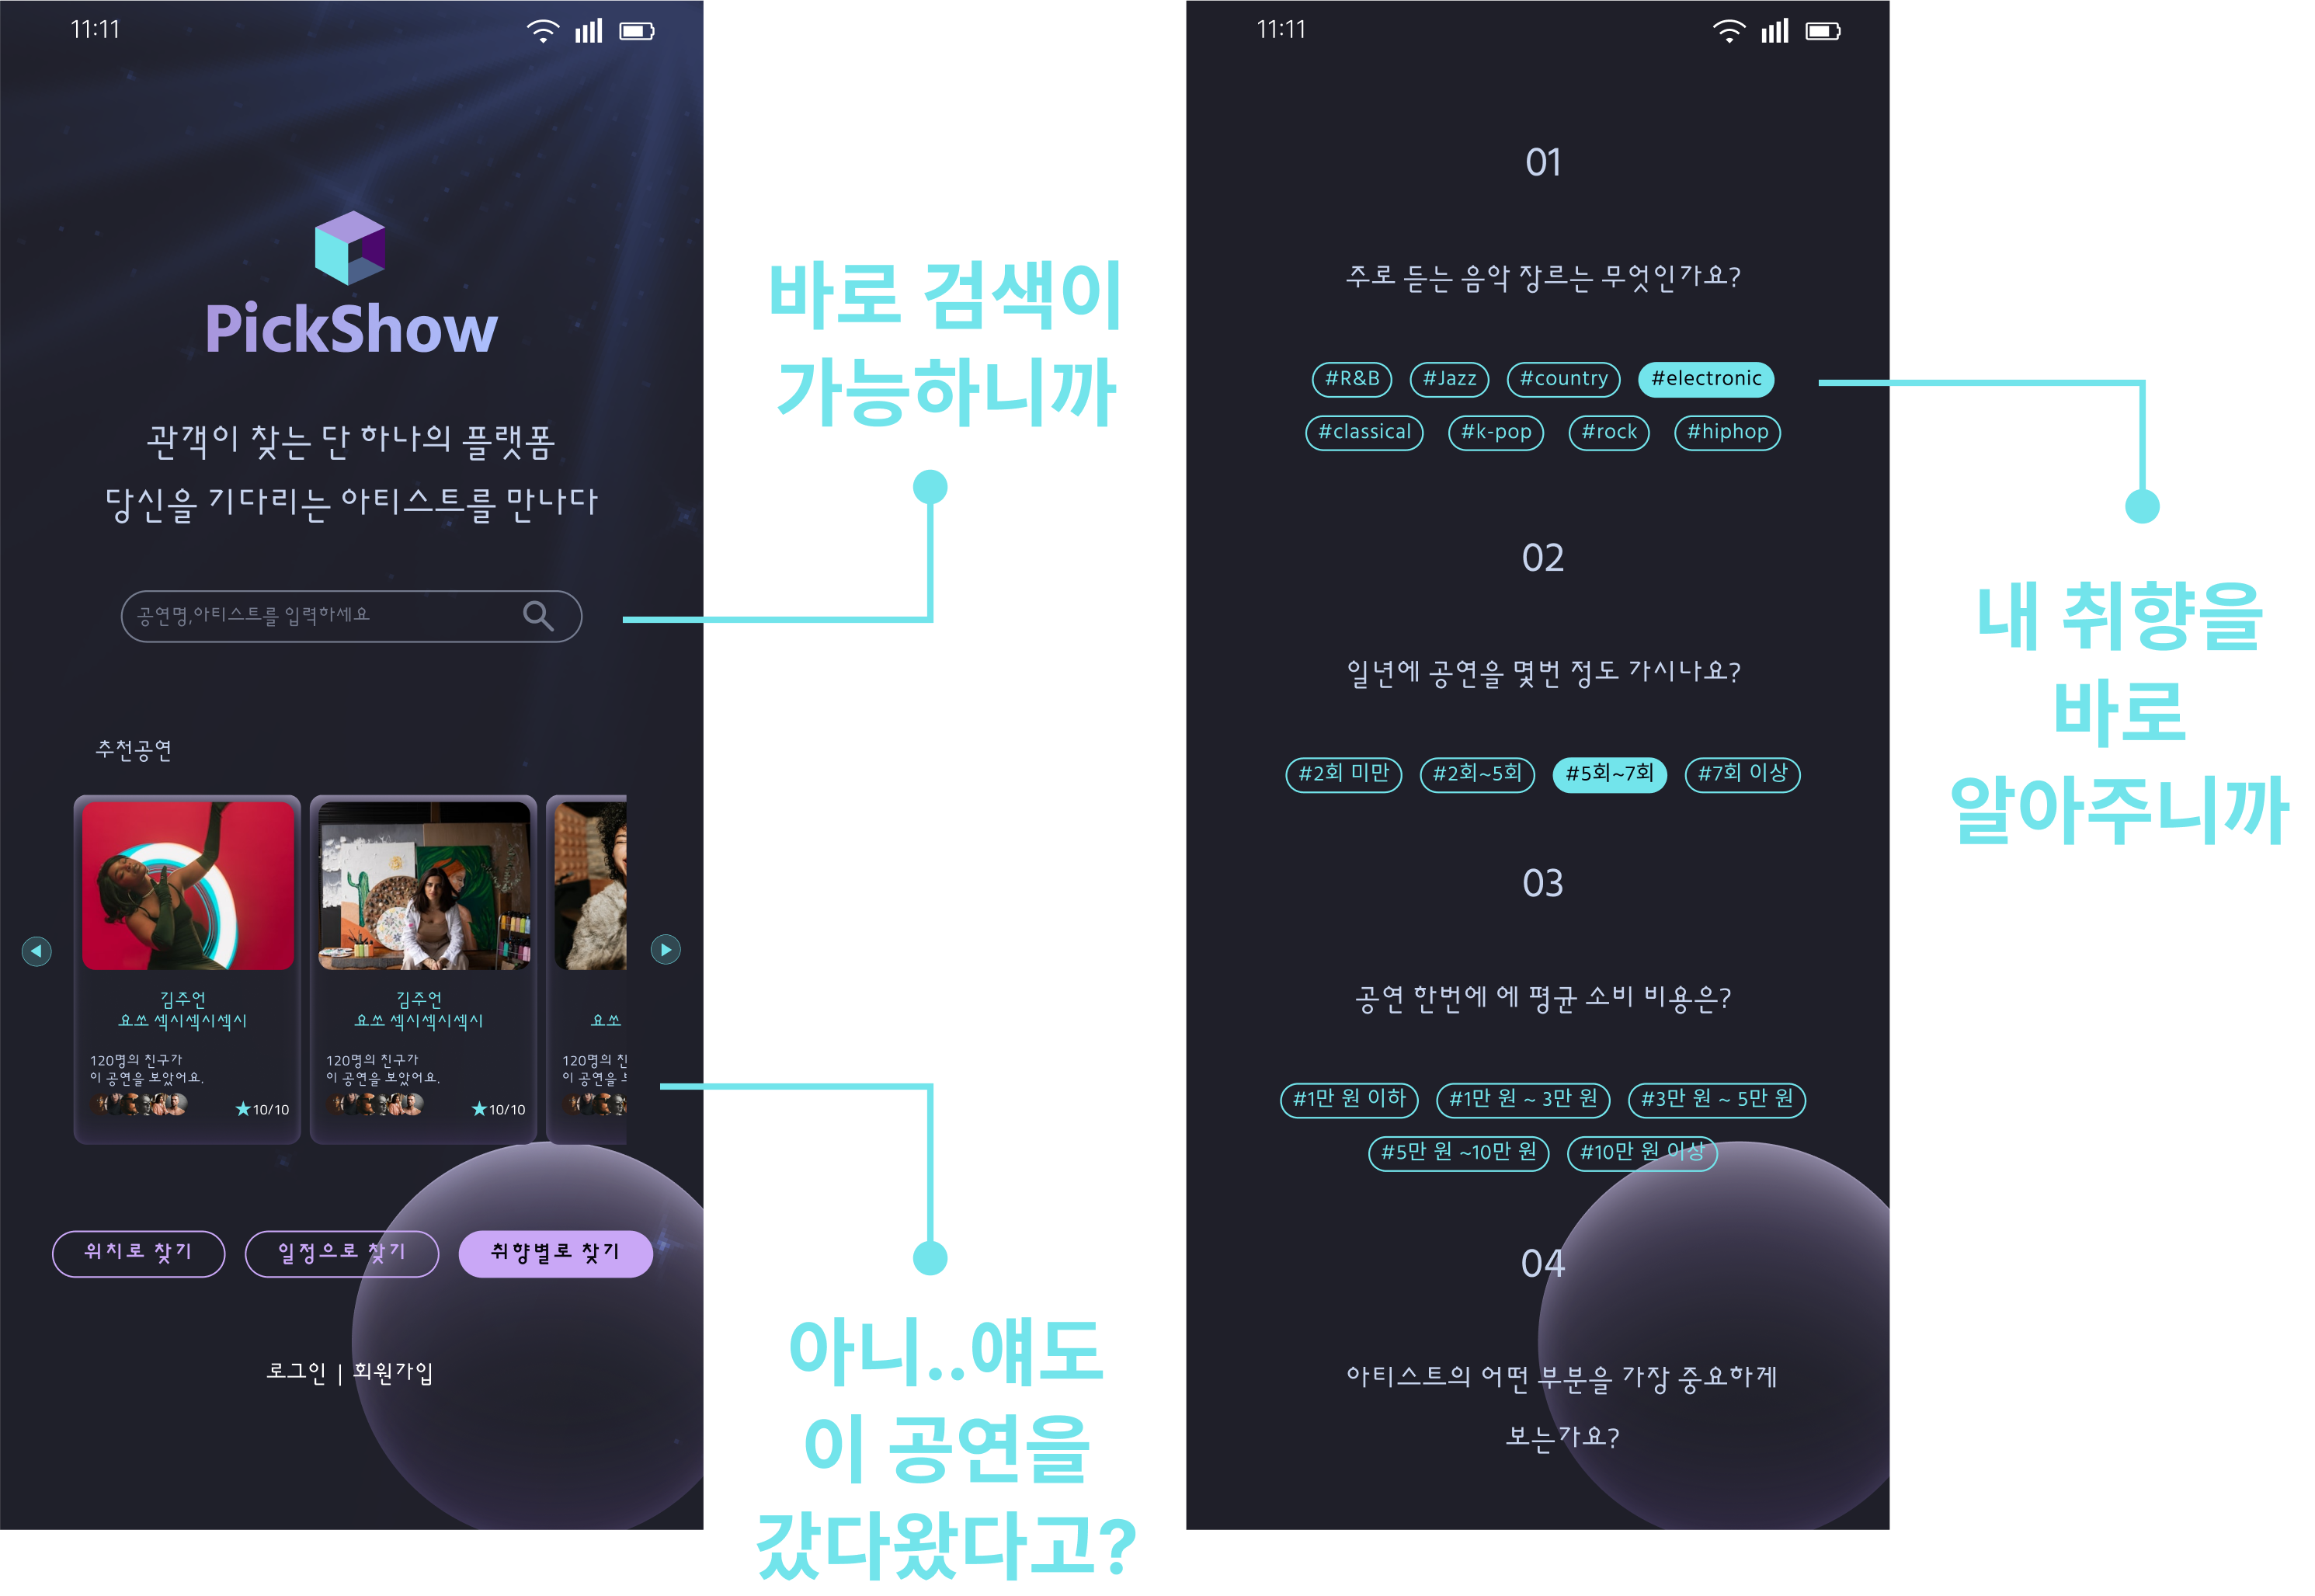 11:11
PickShow
관객이 찾는 단 하나의 플랫폼
당신을 기다리는 아티스트를 만나다
공연명,아티스트를 입력하세요
추천공연
김주언
요쏘 섹시섹시섹시
120명의 친구가
이 공연을 보았어요.
10/10
김주언
요쏘 섹시섹시섹시
120명의 친구가
이 공연을 보았어요.
10/10
요쏘
120명의 친
이 공연을
위치로 찾기
일정으로 찾기
취향별로 찾기
로그인 | 회원가입
바로 검색이
가능하니까
아니..얘도
이 공연을
갔다왔다고?
11:11
01
주로 듣는 음악 장르는 무엇인가요?
#R&B #Jazz #country #electronic
#classical #k-pop #rock #hiphop
02
일년에 공연을 몇번 정도 가시나요?
#2회 미만 #2회~5회 #5회~7회 #7회 이상
03
공연 한번에 에 평균 소비 비용은?
#1만 원 이하 #1만 원 ~ 3만 원 #3만 원 ~ 5만 원
#5만 원 ~10만 원 #10만 원 이상
04
아티스트의 어떤 부분을 가장 중요하게
보는가요?
내 취향을
바로
알아주니까